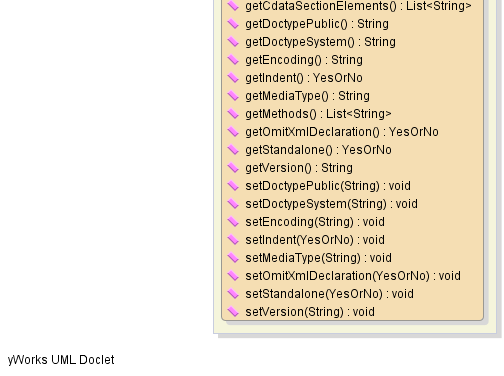 getCdataSectionElements() : List<String>
getDoctypePublic() : String
getDoctypeSystem() : String
getEncoding() : String
getIndent() : YesOrNo
getMediaType() : String
getMethods() : List<String>
getOmitXmlDeclaration() : YesOrNo
getStandalone() : YesOrNo
getVersion() : String
setDoctypePublic(String) : void
setDoctypeSystem(String) : void
setEncoding(String) : void
setIndent(YesOrNo) : void
setMediaType(String) : void
setOmitXmlDeclaration(YesOrNo) : void
setStandalone(YesOrNo) : void
setVersion(String) : void
yWorks UML Doclet